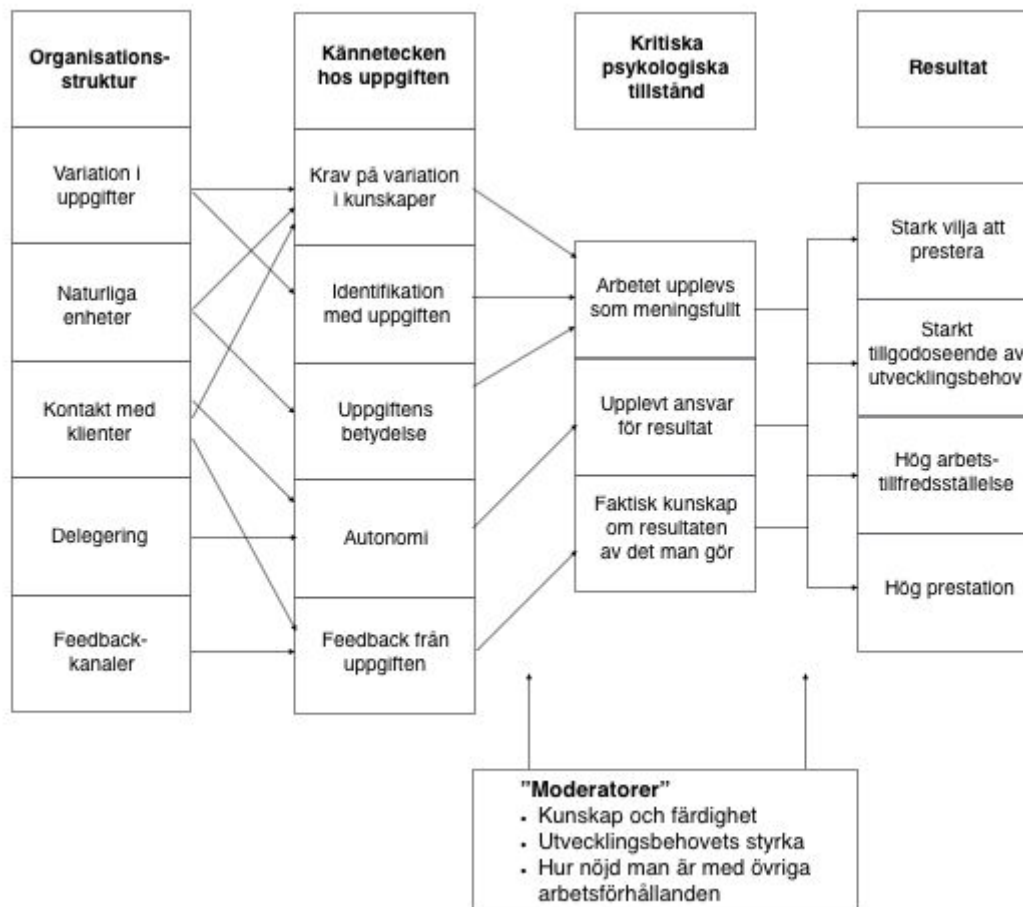 Organisations-
struktur
Variation i
uppgifter
Naturliga
enheter
Kontakt med
klienter
Delegering
Feedback-
kanaler
Kännetecken
hos uppgiften
Krav på variation
i kunskaper
Identifikation
med uppgiften
Uppgiftens
betydelse
Autonomi
Feedback från
uppgiften
Kritiska
psykologiska
tillstånd
Arbetet upplevs
som meningsfullt
Upplevt ansvar
för resultat
Faktisk kunskap
om resultaten
av det man gör
Resultat
Stark vilja att
prestera
Starkt
tillgodoseende av
utvecklingsbehov
Hög arbets-
tillfredsställelse
Hög prestation
"Moderatorer"
• Kunskap och färdighet
• Utvecklingsbehovets styrka
• Hur nöjd man är med övriga
arbetsförhållanden